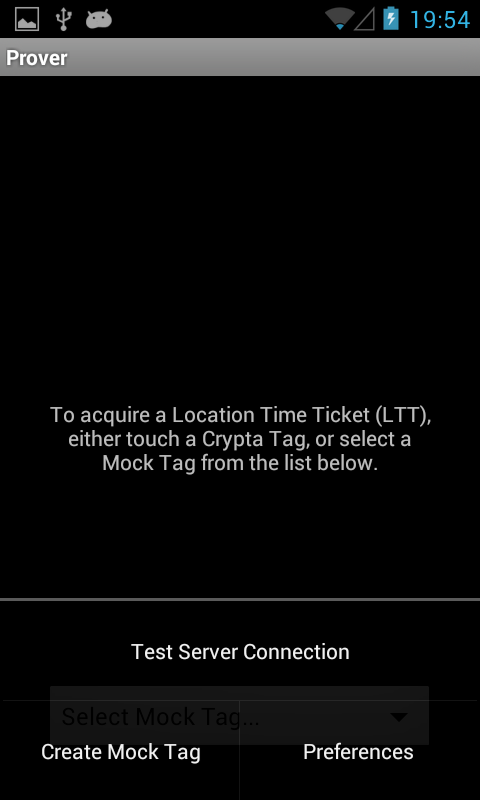 19:54
Prover
To acquire a Location Time Ticket (LTT),
either touch a Crypta Tag, or select a
Mock Tag from the list below.
Test Server Connection
Select Mock Tag...
Create Mock Tag
Preferences